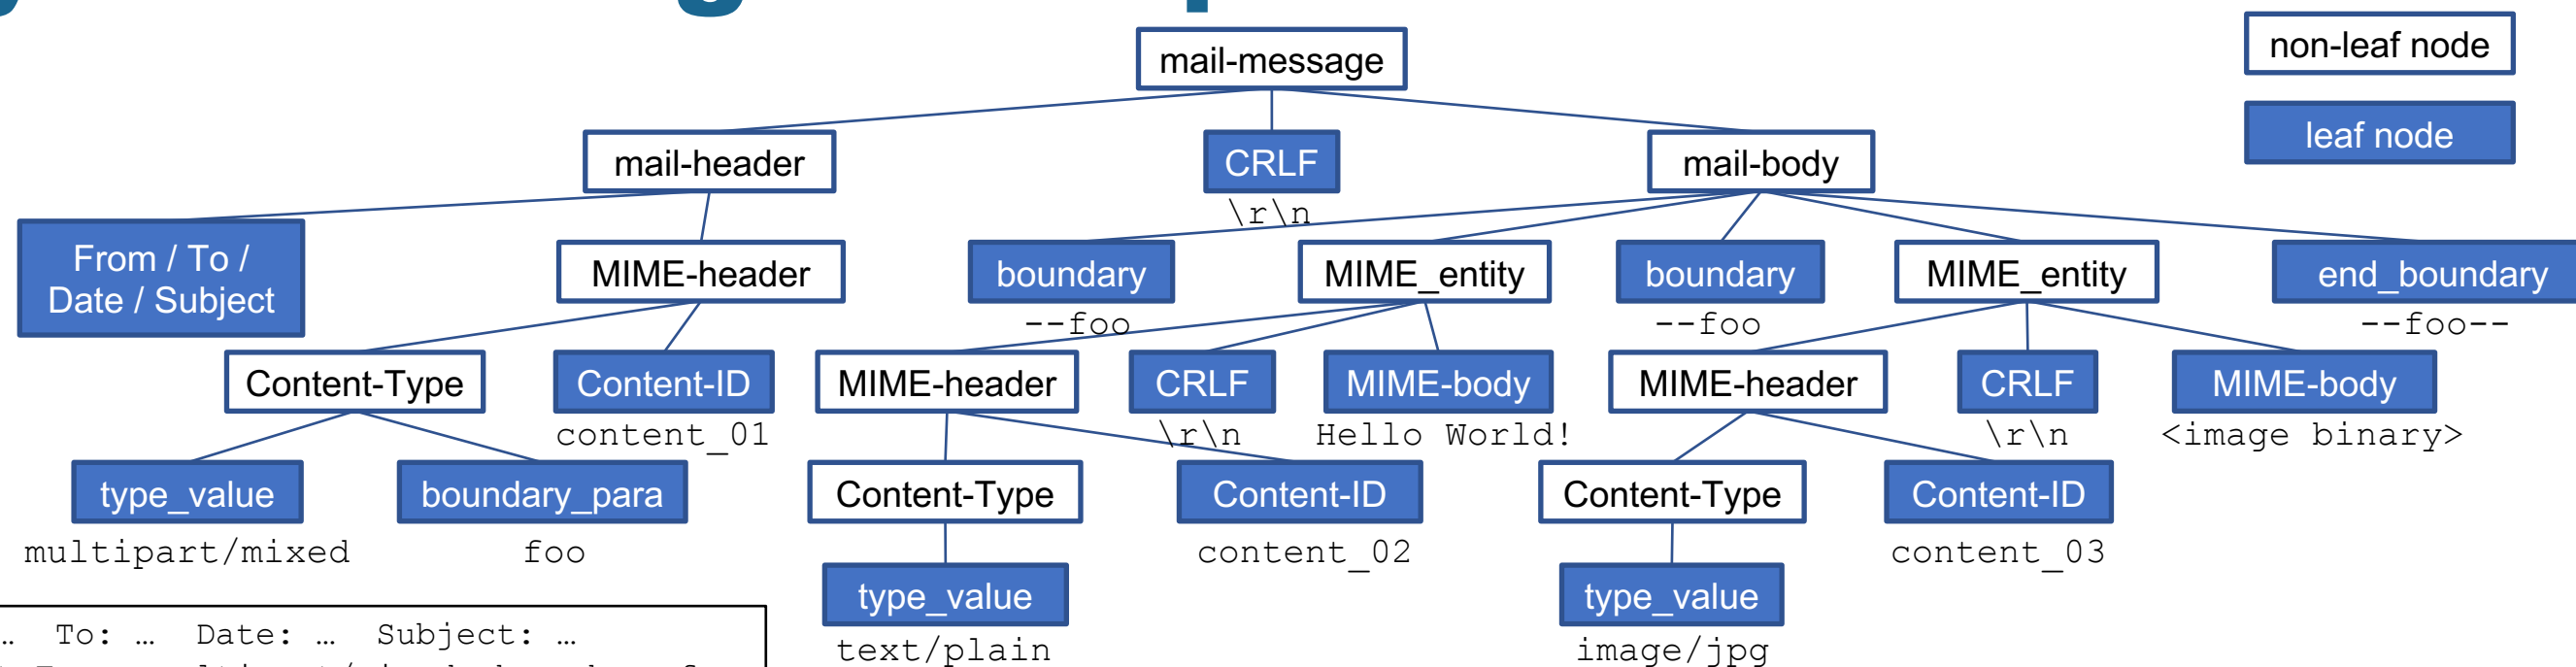 mail-message
non-leaf node
leaf node
mail-header
CRLF
mail-body
\r\n
From / To /
Date / Subject
MIME-header
boundary
MIME_entity
boundary
MIME_entity
end_boundary
--foo
--foo
--foo--
Content-Type
Content-ID
MIME-header
CRLF
MIME-body
MIME-header
CRLF
MIME-body
content_01
\r\n
Hello World!
\r\n
<image binary>
type_value
boundary_para
Content-Type
Content-ID
Content-Type
Content-ID
multipart/mixed
foo
content_02
content_03
type_value
type_value
text/plain
image/jpg
… To: … Date: … Subject: …